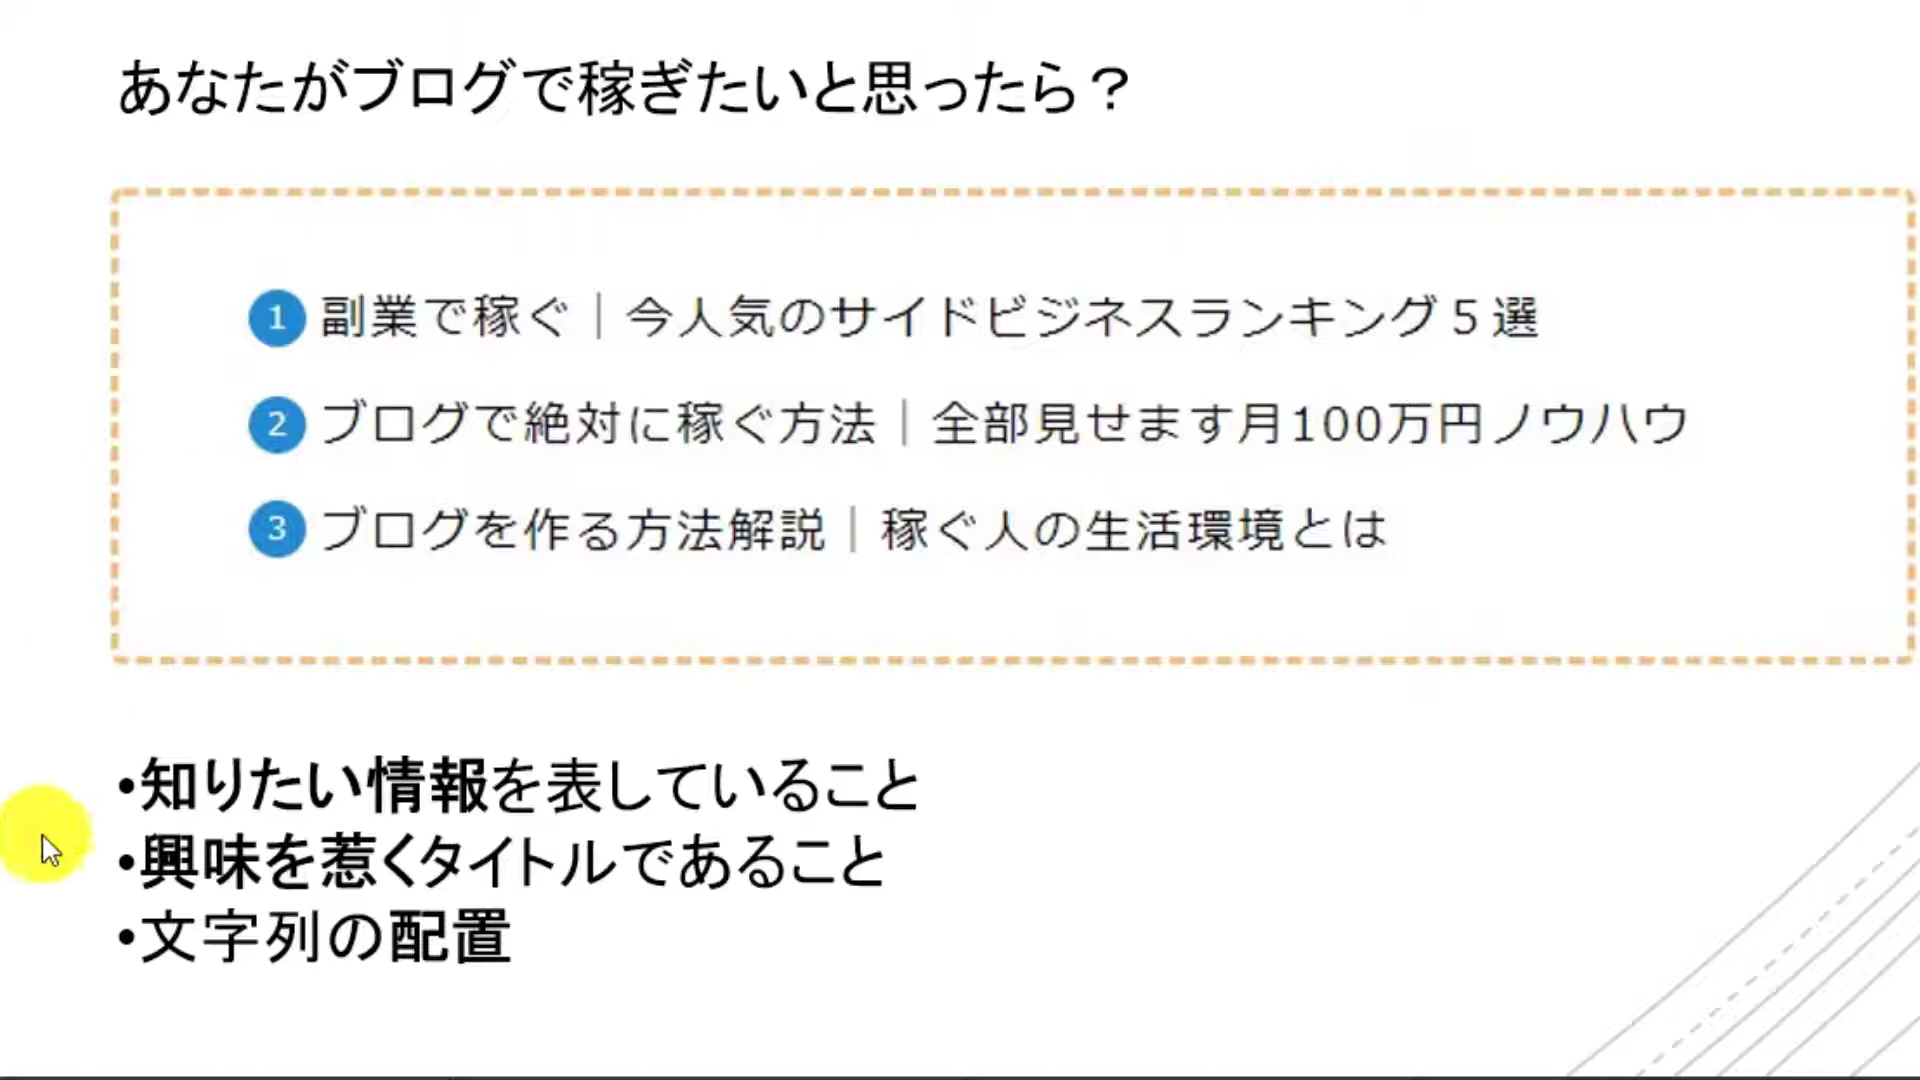 あなたがブログで稼ぎたいと思ったら？
1 副業で稼ぐ｜今人気のサイドビジネスランキング５選
2 ブログで絶対に稼ぐ方法｜全部見せます月100万円ノウハウ
3 ブログを作る方法解説｜稼ぐ人の生活環境とは
•知りたい情報を表していること
•興味を惹くタイトルであること
•文字列の配置